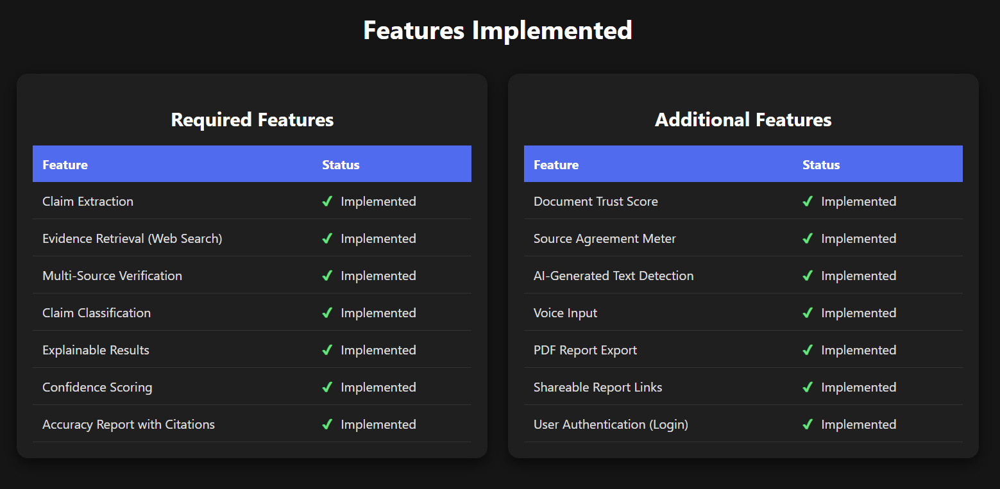 Features Implemented
Required Features
Feature Status
Claim Extraction ✔ Implemented
Evidence Retrieval (Web Search) ✔ Implemented
Multi-Source Verification ✔ Implemented
Claim Classification ✔ Implemented
Explainable Results ✔ Implemented
Confidence Scoring ✔ Implemented
Accuracy Report with Citations ✔ Implemented
Additional Features
Feature Status
Document Trust Score ✔ Implemented
Source Agreement Meter ✔ Implemented
AI-Generated Text Detection ✔ Implemented
Voice Input ✔ Implemented
PDF Report Export ✔ Implemented
Shareable Report Links ✔ Implemented
User Authentication (Login) ✔ Implemented